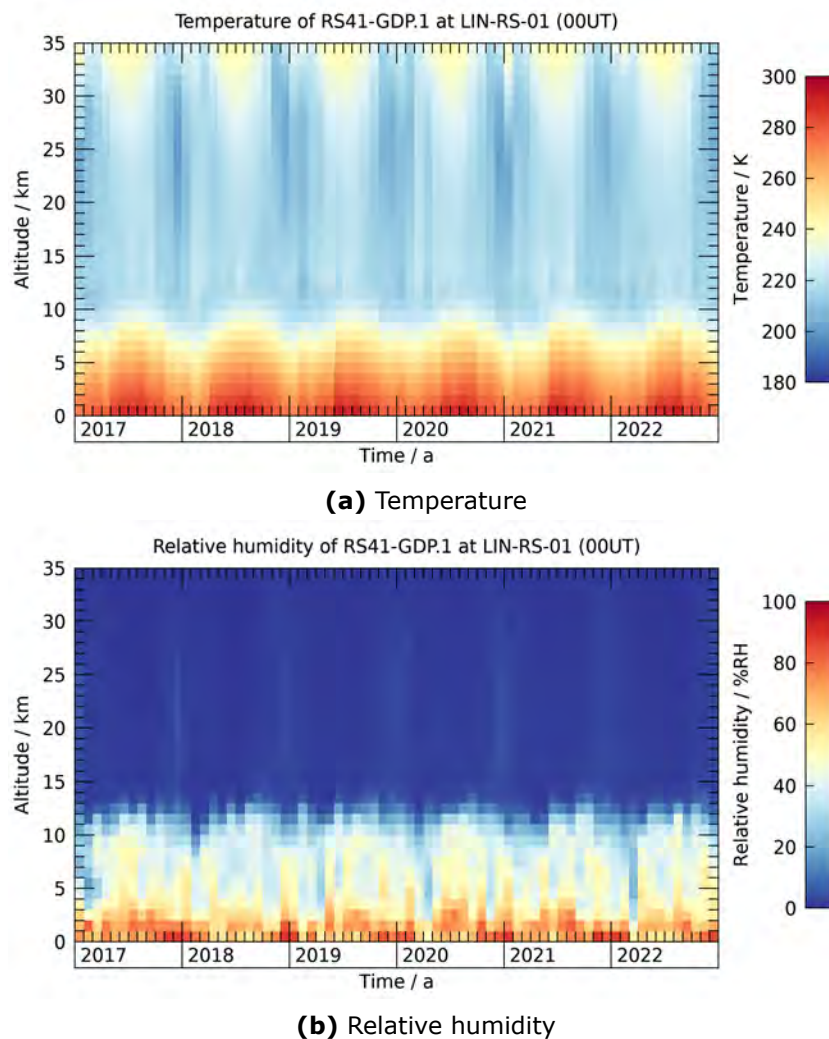 Temperature of RS41-GDP.1 at LIN-RS-01 (00UT)
35
30
25
20
15
10
5
0
Altitude / km
2017 2018 2019 2020 2021 2022
Time / a
300
280
260
240
220
200
180
Temperature / K
(a) Temperature
Relative humidity of RS41-GDP.1 at LIN-RS-01 (00UT)
35
30
25
20
15
10
5
0
Altitude / km
2017 2018 2019 2020 2021 2022
Time / a
100
80
60
40
20
0
Relative humidity / %RH
(b) Relative humidity